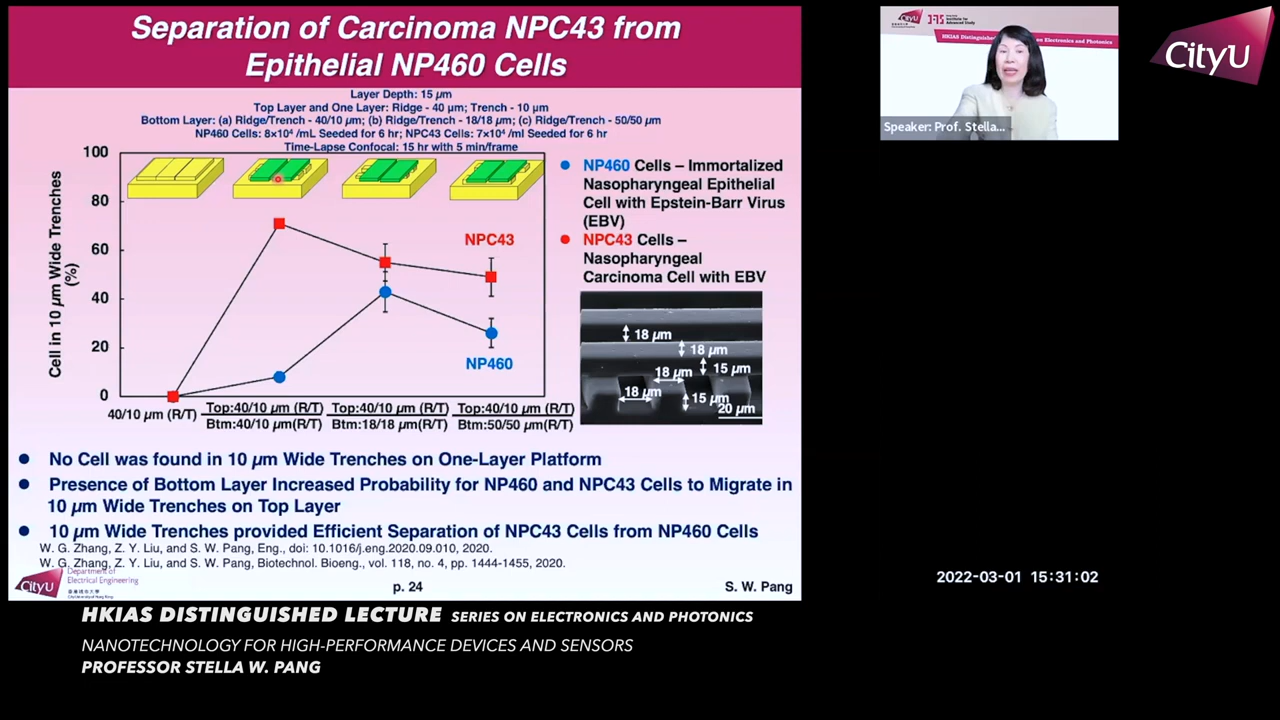 Separation of Carcinoma NPC43 from
Epithelial NP460 Cells
Layer Depth: 15 µm
Top Layer and One Layer: Ridge - 40 µm; Trench - 10 µm
Bottom Layer: (a) Ridge/Trench - 40/10 µm; (b) Ridge/Trench - 18/18 µm; (c) Ridge/Trench - 50/50 µm
NP460 Cells: 8×10⁴ /mL Seeded for 6 hr; NPC43 Cells: 7×10⁴ /ml Seeded for 6 hr
Time-Lapse Confocal: 15 hr with 5 min/frame
Cell in 10 µm Wide Trenches
(%)
100
80
60
40
20
0
NPC43
NP460
40/10 µm (R/T)
Top:40/10 µm (R/T)
Btm:40/10 µm(R/T)
Top:40/10 µm (R/T)
Btm:18/18 µm(R/T)
Top:40/10 µm (R/T)
Btm:50/50 µm(R/T)
• NP460 Cells – Immortalized
Nasopharyngeal Epithelial
Cell with Epstein-Barr Virus
(EBV)
• NPC43 Cells –
Nasopharyngeal
Carcinoma Cell with EBV
18 µm
18 µm
15 µm
18 µm
18 µm
15 µm
20 µm
• No Cell was found in 10 µm Wide Trenches on One-Layer Platform
• Presence of Bottom Layer Increased Probability for NP460 and NPC43 Cells to Migrate in
10 µm Wide Trenches on Top Layer
• 10 µm Wide Trenches provided Efficient Separation of NPC43 Cells from NP460 Cells
W. G. Zhang, Z. Y. Liu, and S. W. Pang, Eng., doi: 10.1016/j.eng.2020.09.010, 2020.
W. G. Zhang, Z. Y. Liu, and S. W. Pang, Biotechnol. Bioeng., vol. 118, no. 4, pp. 1444-1455, 2020.
CityU
Department of
Electrical Engineering
p. 24
S. W. Pang
CityU
HKIAS Distinguished
on Electronics and Photonics
Speaker: Prof. Stella...
CityU
2022-03-01 15:31:02
HKIAS DISTINGUISHED LECTURE SERIES ON ELECTRONICS AND PHOTONICS
NANOTECHNOLOGY FOR HIGH-PERFORMANCE DEVICES AND SENSORS
PROFESSOR STELLA W. PANG